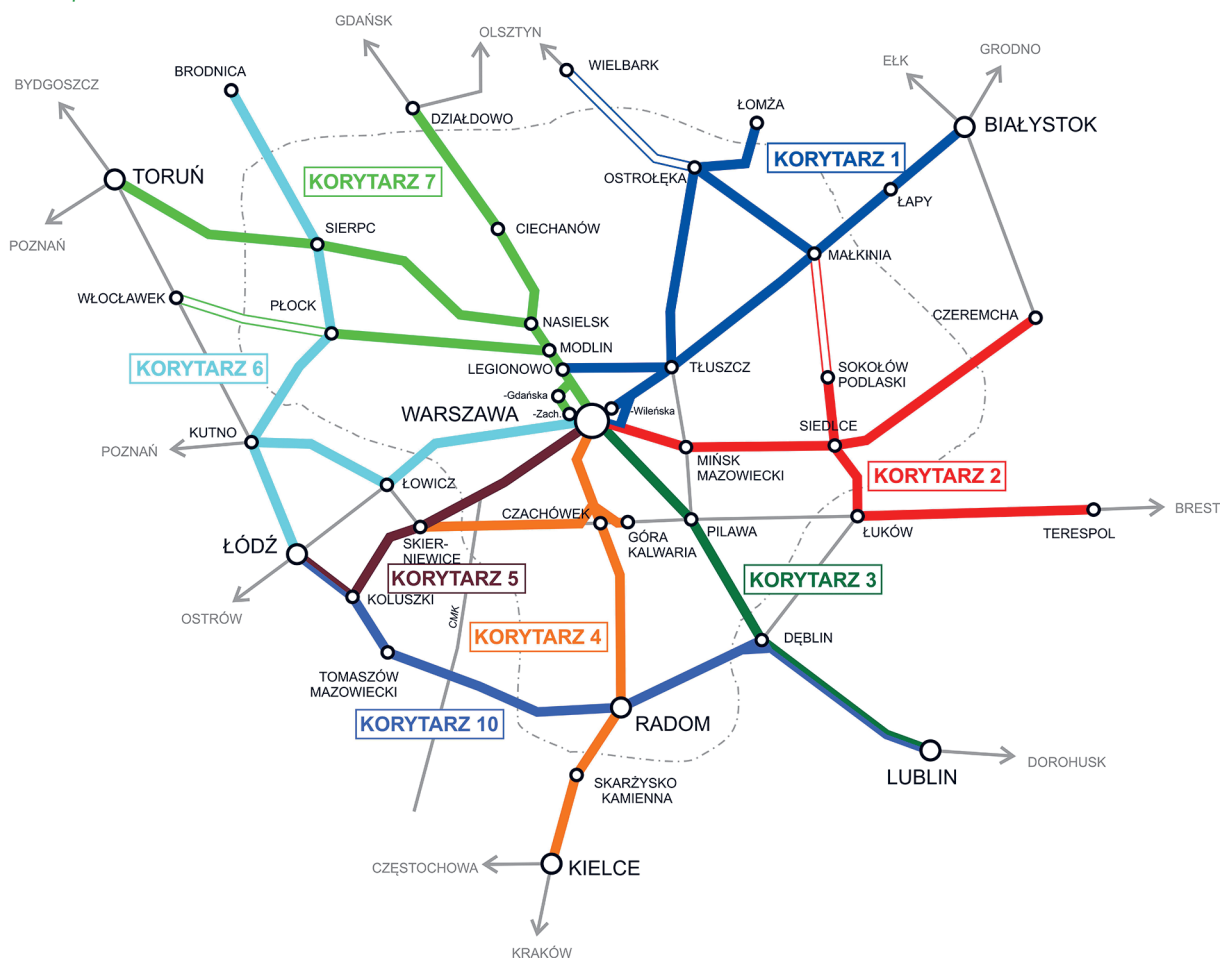 GDAŃSK
OLSZTYN
GRODNO
EŁK
WIELBARK
BRODNICA
BYDGOSZCZ
ŁOMŻA
DZIAŁDOWO
BIAŁYSTOK
KORYTARZ 1
TORUŃ
KORYTARZ 7
OSTROŁĘKA
ŁAPY
SIERPC
CIECHANÓW
POZNAŃ
MAŁKINIA
WŁOCŁAWEK
PŁOCK
NASIELSK
CZEREMCHA
MODLIN
KORYTARZ 6
LEGIONOWO
TŁUSZCZ
SOKOŁÓW
PODLASKI
-Gdańska
WARSZAWA
-Zach.
-Wileńska
KUTNO
SIEDLCE
POZNAŃ
MIŃSK
MAZOWIECKI
KORYTARZ 2
ŁOWICZ
CZACHÓWEK
BREST
SKIER-
NIEWICE
GÓRA
KALWARIA
PILAWA
ŁUKÓW
TERESPOL
ŁÓDŹ
KORYTARZ 5
KORYTARZ 3
KOLUSZKI
OSTRÓW
CMK
KORYTARZ 4
DĘBLIN
TOMASZÓW
MAZOWIECKI
KORYTARZ 10
RADOM
DOROHUSK
LUBLIN
SKARŻYSKO
KAMIENNA
CZĘSTOCHOWA
KIELCE
KRAKÓW